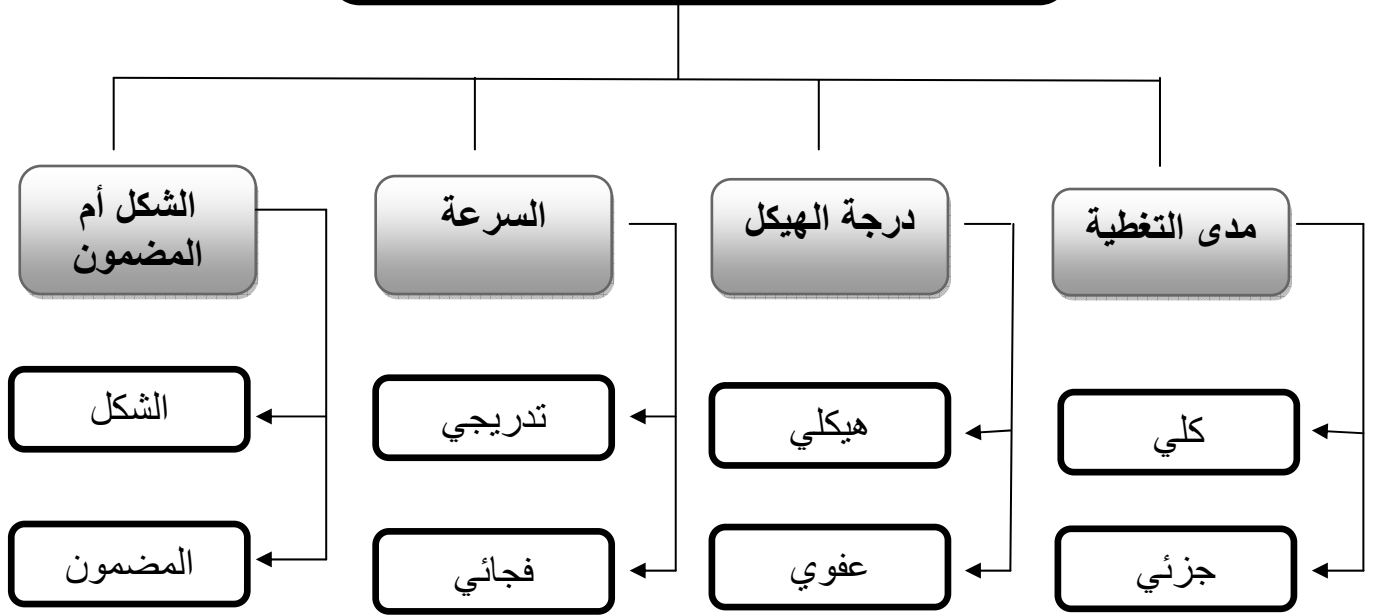 مدى التغطية
درجة الهيكل
السرعة
الشكل أم
المضمون
كلي
هيكلي
تدريجي
الشكل
جزئي
عفوي
فجائي
المضمون